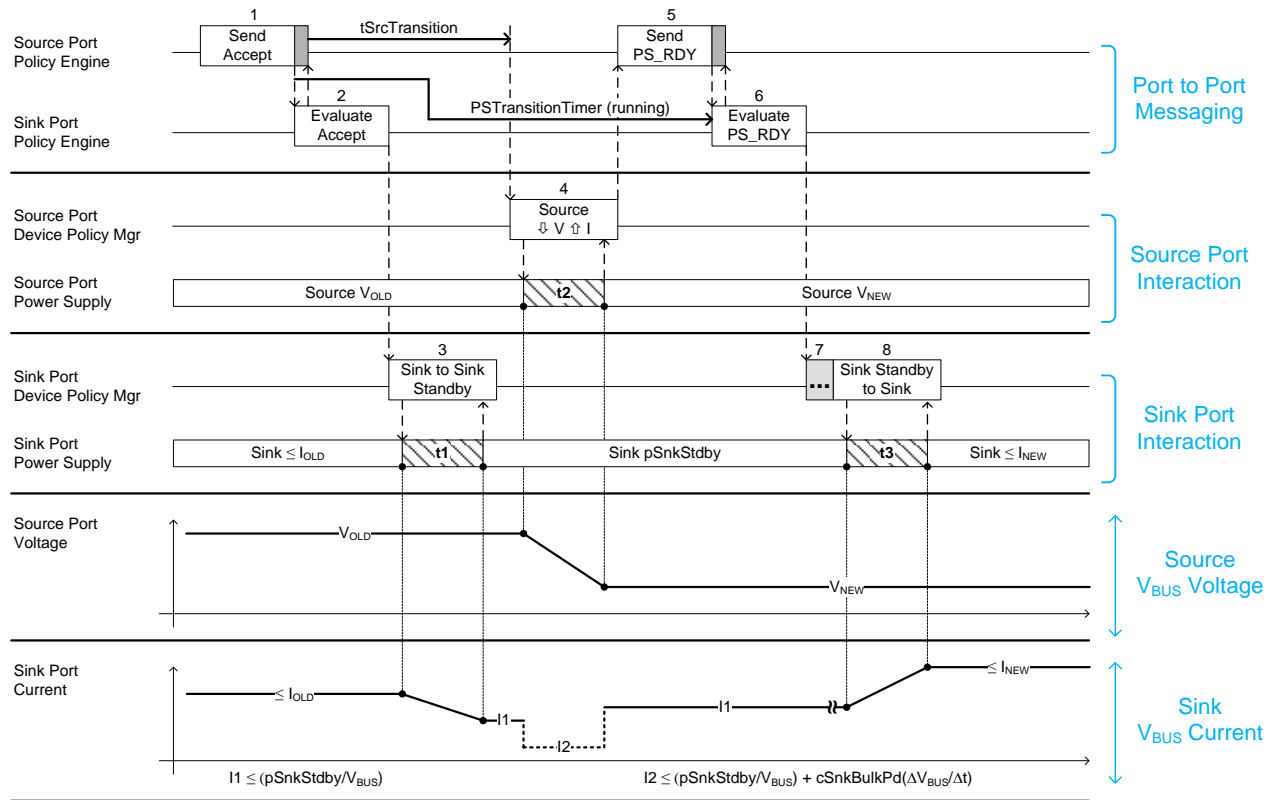 1
5
Source Port
Policy Engine
Send
Accept
tSrcTransition
Send
PS_RDY
Port to Port
Messaging
2
PSTransitionTimer (running)
6
Sink Port
Policy Engine
Evaluate
Accept
Evaluate
PS_RDY
4
Source Port
Device Policy Mgr
Source
⇩ V ⇧ I
Source Port
Interaction
Source Port
Power Supply
Source VOLD
t2
Source VNEW
3
7
8
Sink Port
Device Policy Mgr
Sink to Sink
Standby
...
Sink Standby
to Sink
Sink Port
Interaction
Sink Port
Power Supply
Sink ≤ IOLD
t1
Sink pSnkStdby
t3
Sink ≤ INEW
Source Port
Voltage
VOLD
VNEW
Source
VBUS Voltage
Sink Port
Current
≤ IOLD
I1
I2
I1
≤ INEW
Sink
VBUS Current
I1 ≤ (pSnkStdby/VBUS)
I2 ≤ (pSnkStdby/VBUS) + cSnkBulkPd(ΔVBUS/Δt)